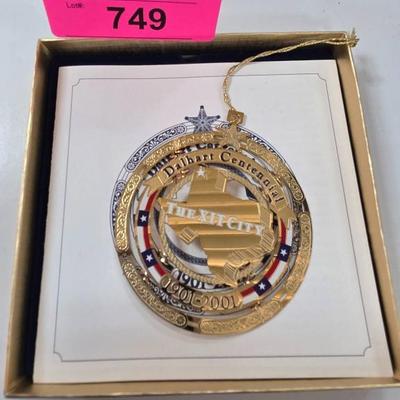 Lot#:
749
Dalhart Centennial
THE XIT CITY
1901-2001